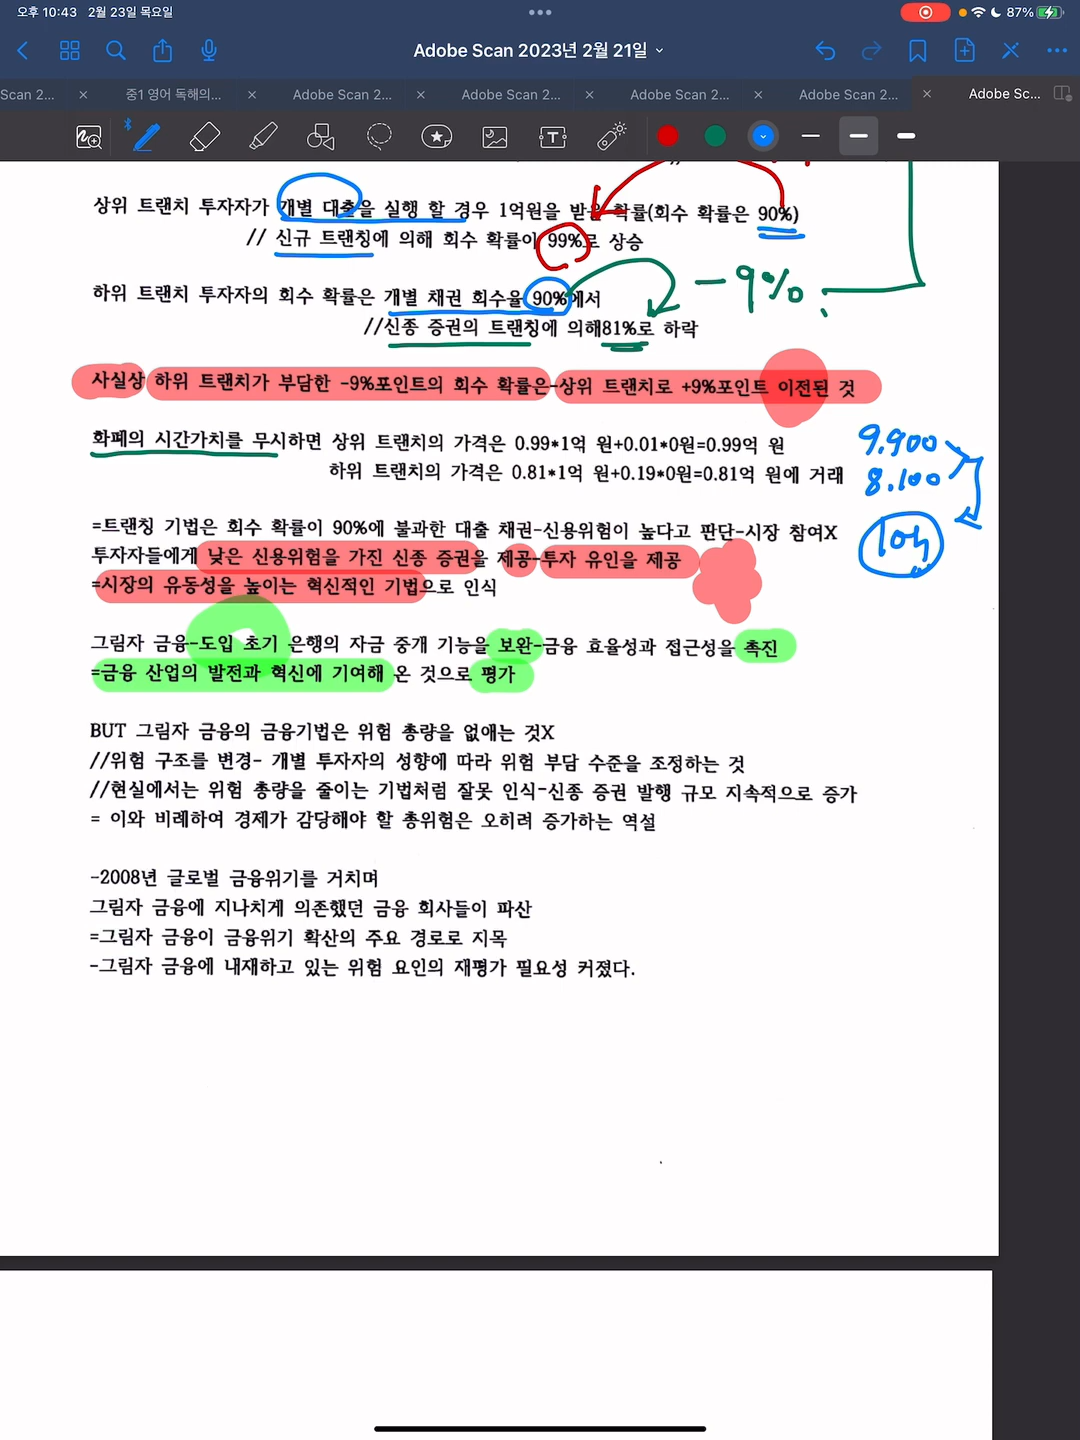 오후 10:43 2월 23일 목요일
87%
Adobe Scan 2023년 2월 21일
Scan 2...
중1 영어 독해의...
Adobe Scan 2...
Adobe Scan 2...
Adobe Scan 2...
Adobe Scan 2...
Adobe Sc...
상위 트랜치 투자자가 개별 대출을 실행 할 경우 1억원을 받을 확률(회수 확률은 90%)
// 신규 트랜칭에 의해 회수 확률이 99%로 상승
하위 트랜치 투자자의 회수 확률은 개별 채권 회수율 90%에서
-9%
//신종 증권의 트랜칭에 의해81%로 하락
사실상 하위 트랜치가 부담한 -9%포인트의 회수 확률은-상위 트랜치로 +9%포인트 이전된 것
화폐의 시간가치를 무시하면 상위 트랜치의 가격은 0.99*1억 원+0.01*0원=0.99억 원
9.900
하위 트랜치의 가격은 0.81*1억 원+0.19*0원=0.81억 원에 거래
8.100
=트랜칭 기법은 회수 확률이 90%에 불과한 대출 채권-신용위험이 높다고 판단-시장 참여X
투자자들에게 낮은 신용위험을 가진 신종 증권을 제공-투자 유인을 제공
=시장의 유동성을 높이는 혁신적인 기법으로 인식
그림자 금융-도입 초기 은행의 자금 중개 기능을 보완-금융 효율성과 접근성을 촉진
=금융 산업의 발전과 혁신에 기여해 온 것으로 평가
BUT 그림자 금융의 금융기법은 위험 총량을 없애는 것X
//위험 구조를 변경- 개별 투자자의 성향에 따라 위험 부담 수준을 조정하는 것
//현실에서는 위험 총량을 줄이는 기법처럼 잘못 인식-신종 증권 발행 규모 지속적으로 증가
= 이와 비례하여 경제가 감당해야 할 총위험은 오히려 증가하는 역설
-2008년 글로벌 금융위기를 거치며
그림자 금융에 지나치게 의존했던 금융 회사들이 파산
=그림자 금융이 금융위기 확산의 주요 경로로 지목
-그림자 금융에 내재하고 있는 위험 요인의 재평가 필요성 커졌다.